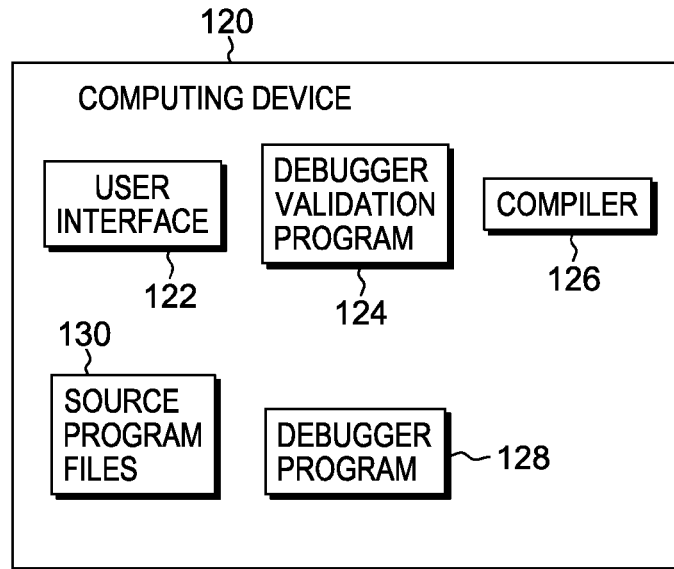 120
COMPUTING DEVICE
USER
INTERFACE
122
DEBUGGER
VALIDATION
PROGRAM
124
COMPILER
126
130
SOURCE
PROGRAM
FILES
DEBUGGER
PROGRAM
128